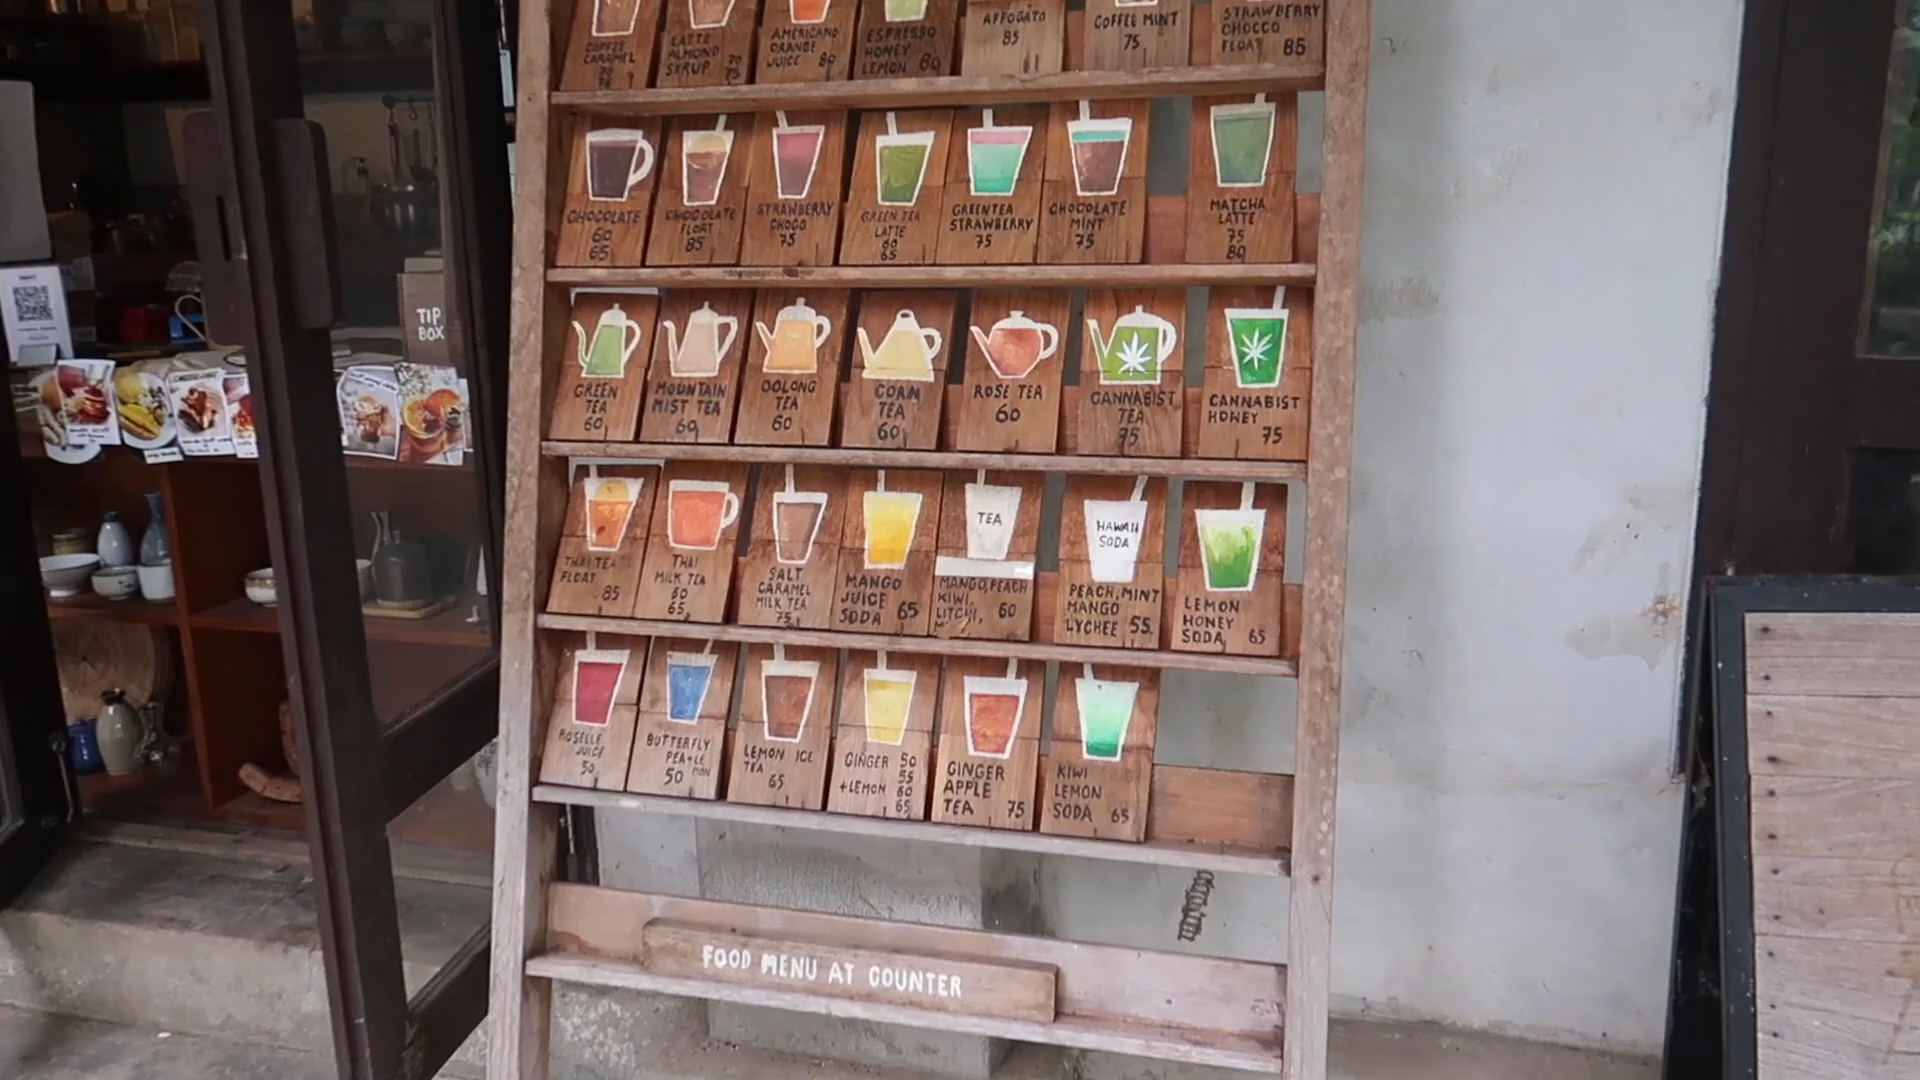 COFFEE
CARAMEL
70
75
LATTE
ALMOND
SYRUP 70
75
AMERICANO
ORANGE
JUICE 80
ESPRESSO
HONEY
LEMON 80
AFFOGATO
85
COFFEE MINT
75
STRAWBERRY
CHOCCO
FLOAT 85
CHOCOLATE
60
65
CHOCOLATE
FLOAT
85
STRAWBERRY
CHOCO
75
GREEN TEA
LATTE
60
65
GREENTEA
STRAWBERRY
75
CHOCOLATE
MINT
75
MATCHA
LATTE
75
80
GREEN
TEA
60
MOUNTAIN
MIST TEA
60
OOLONG
TEA
60
CORN
TEA
60
ROSE TEA
60
CANNABIST
TEA
95
CANNABIST
HONEY
75
THAI TEA
FLOAT
85
THAI
MILK TEA
60
65
SALT
CARAMEL
MILK TEA
75
MANGO
JUICE
SODA 65
TEA
MANGO, PEACH
KIWI,
LITCHI, 60
HAWAII
SODA
PEACH, MINT
MANGO
LYCHEE 55
LEMON
HONEY
SODA 65
ROSELLE
JUICE
50
BUTTERFLY
PEA+LE
MON
50
LEMON ICE
TEA
65
GINGER 50
55
+LEMON 60
65
GINGER
APPLE
TEA 75
KIWI
LEMON
SODA 65
FOOD MENU AT COUNTER
TIP
BOX